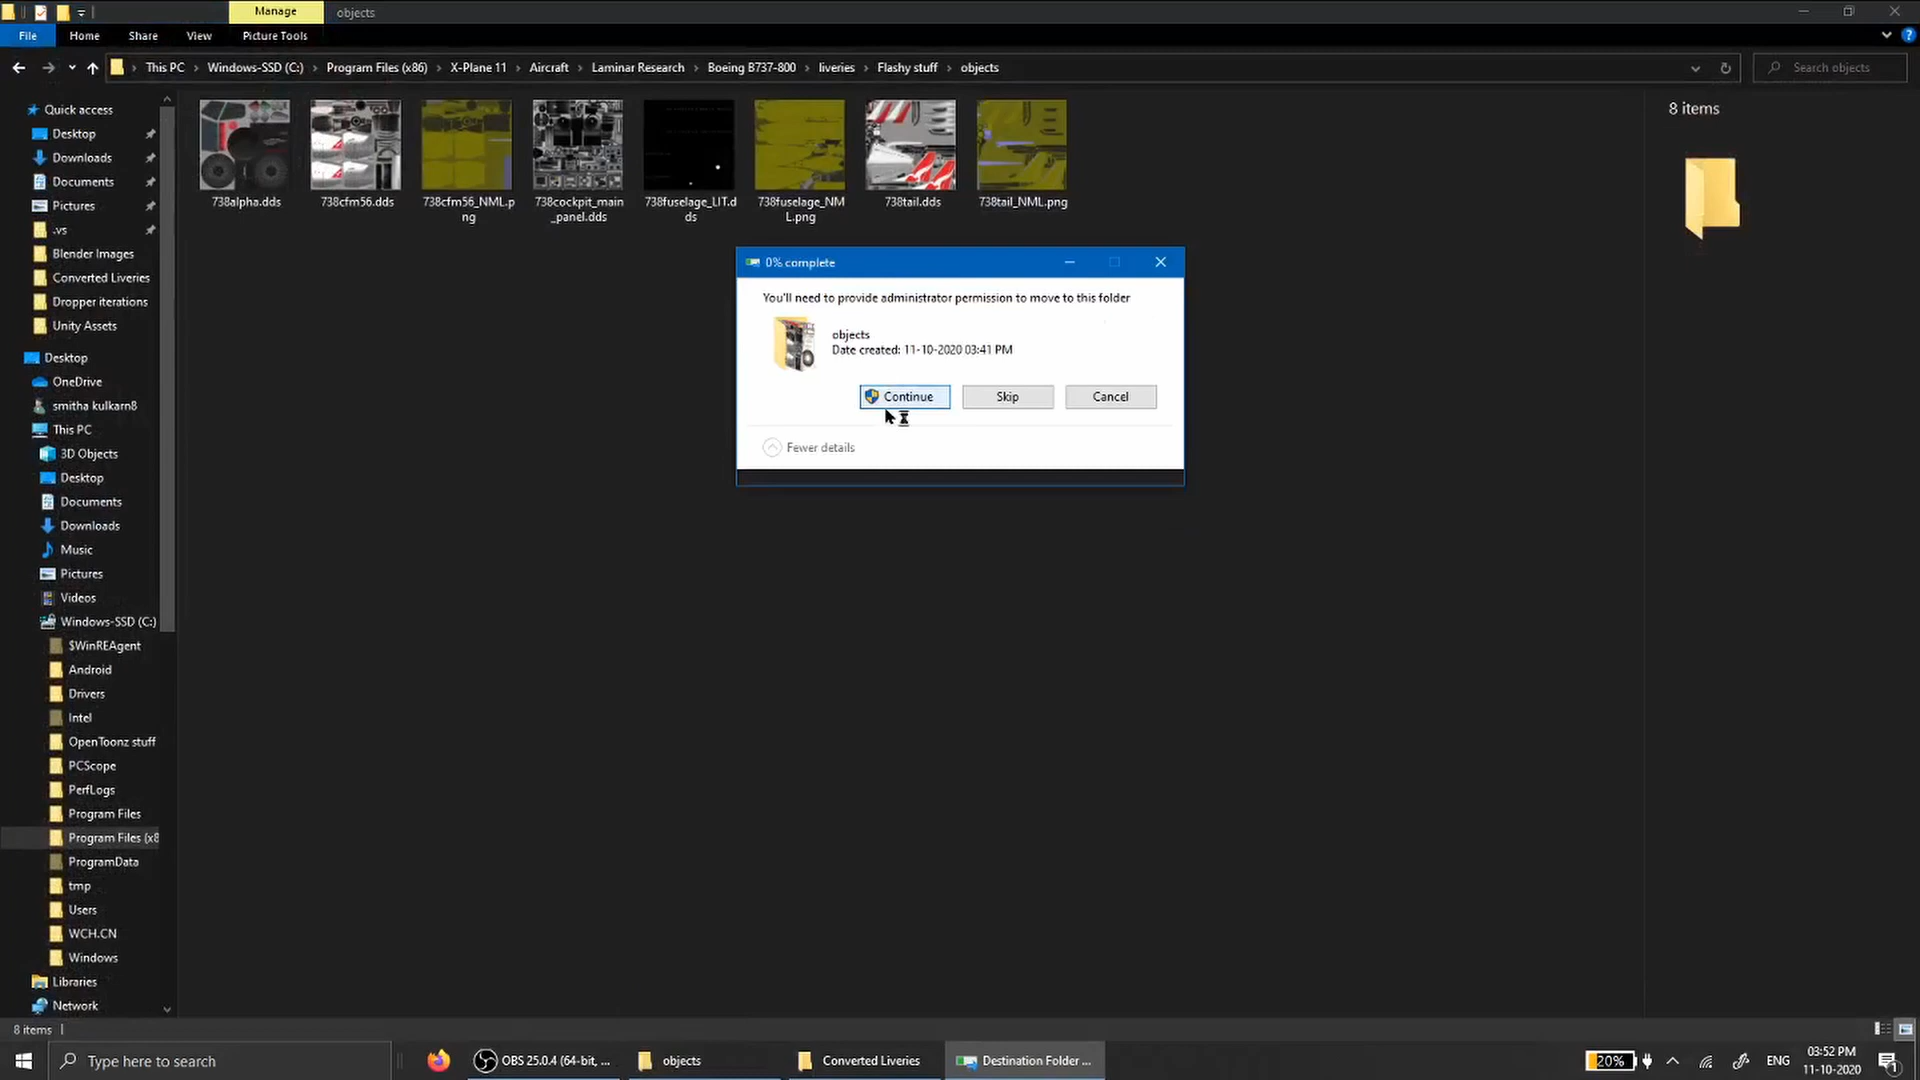 Manage
objects
File
Home
Share
View
Picture Tools
This PC
Windows-SSD (C:)
Program Files (x86)
X-Plane 11
Aircraft
Laminar Research
Boeing B737-800
liveries
Flashy stuff
objects
Search objects
Quick access
Desktop
Downloads
Documents
Pictures
.vs
Blender Images
Converted Liveries
Dropper iterations
Unity Assets
Desktop
OneDrive
smitha kulkarn8
This PC
3D Objects
Desktop
Documents
Downloads
Music
Pictures
Videos
Windows-SSD (C:)
$WinREAgent
Android
Drivers
Intel
OpenToonz stuff
PCScope
PerfLogs
Program Files
Program Files (x8
ProgramData
tmp
Users
WCH.CN
Windows
Libraries
Network
738alpha.dds
738cfm56.dds
738cfm56_NML.p
ng
738cockpit_main
_panel.dds
738fuselage_LIT.d
ds
738fuselage_NM
L.png
738tail.dds
738tail_NML.png
8 items
0% complete
You'll need to provide administrator permission to move to this folder
objects
Date created: 11-10-2020 03:41 PM
Continue
Skip
Cancel
Fewer details
8 items
Type here to search
OBS 25.0.4 (64-bit, ...
objects
Converted Liveries
Destination Folder ...
20%
ENG
03:52 PM
11-10-2020
1